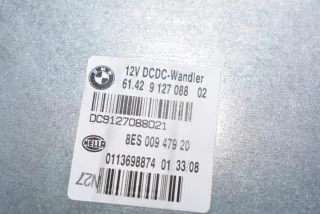 BMW
12V DCDC-Wandler
61.42 9 127 088 02
DC9127088021
HELLA
8ES 009 479 20
0113698874 01 33 08
N27